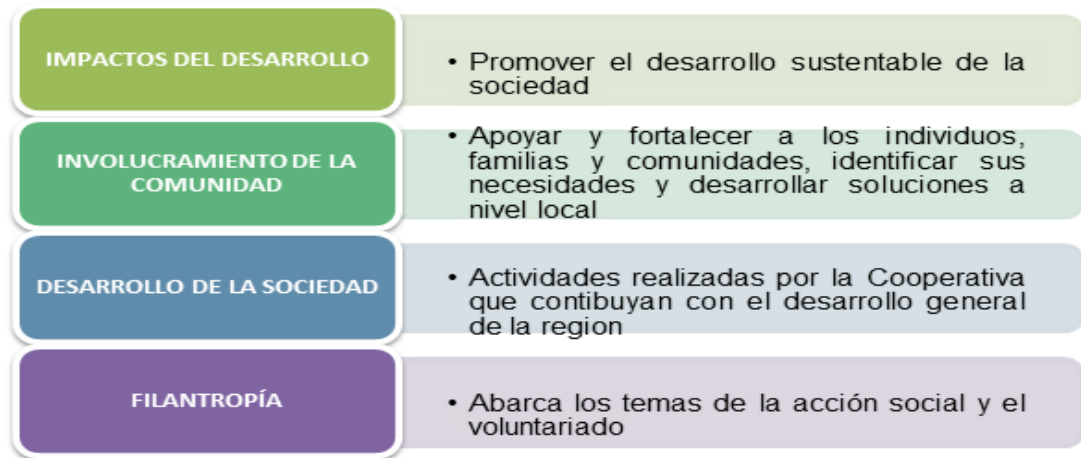 IMPACTOS DEL DESARROLLO
• Promover el desarrollo sustentable de la
sociedad
INVOLUCRAMIENTO DE LA
COMUNIDAD
• Apoyar y fortalecer a los individuos,
familias y comunidades, identificar sus
necesidades y desarrollar soluciones a
nivel local
DESARROLLO DE LA SOCIEDAD
• Actividades realizadas por la Cooperativa
que contibuyan con el desarrollo general
de la region
FILANTROPÍA
• Abarca los temas de la acción social y el
voluntariado